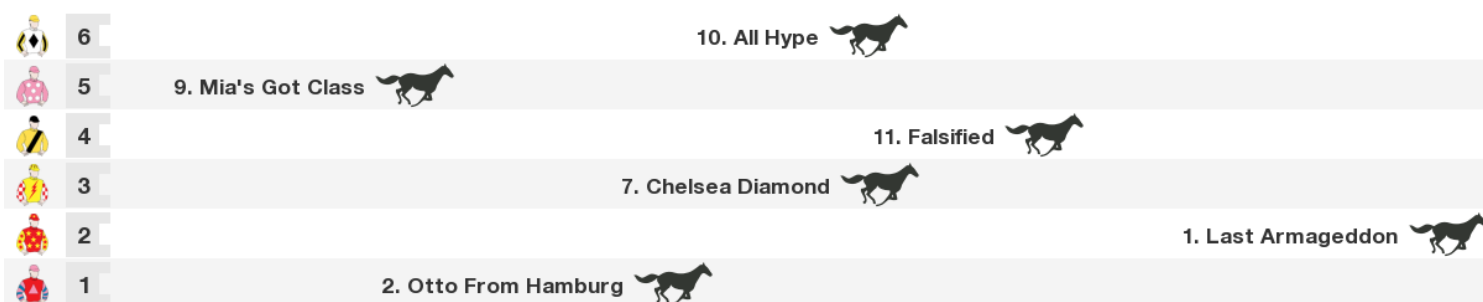 6 10. All Hype
5 9. Mia's Got Class
4 11. Falsified
3 7. Chelsea Diamond
2 1. Last Armageddon
1 2. Otto From Hamburg